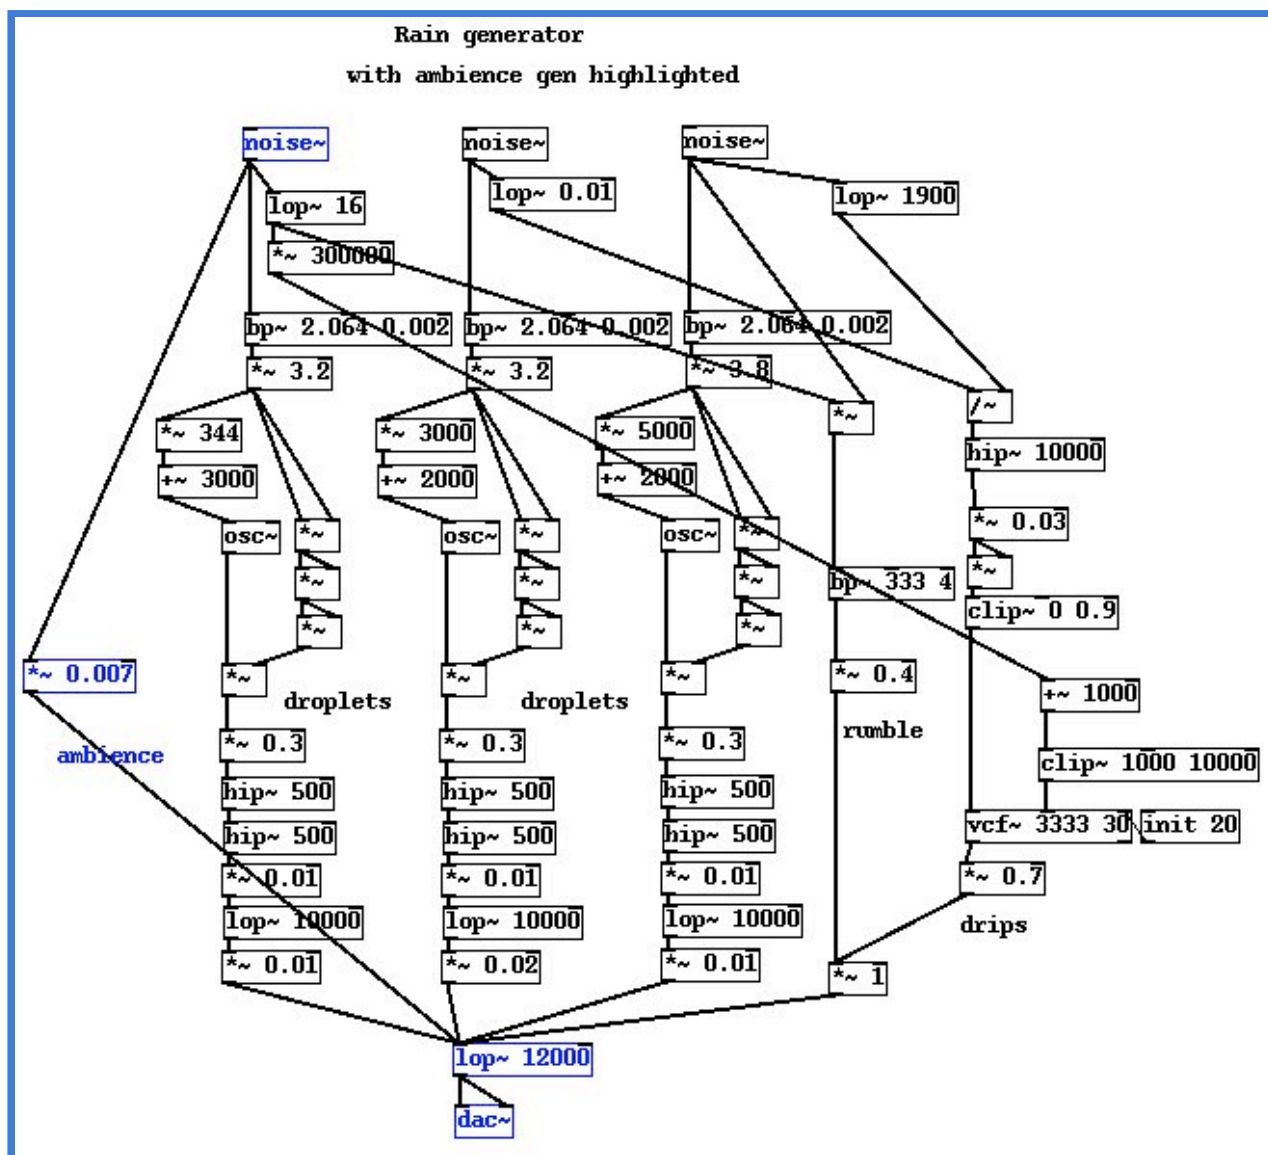 Rain generator
with ambience gen highlighted
noise~ noise~ noise~
lop~ 16 lop~ 0.01 lop~ 1900
*~ 300000
bp~ 2.064 0.002 bp~ 2.064 0.002 bp~ 2.064 0.002
*~ 3.2 *~ 3.2 *~ 3.8
*~ 344 *~ 3000 *~ 5000 *~ /~
+~ 3000 +~ 2000 +~ 2000 hip~ 10000
osc~ *~ osc~ *~ osc~ *~ *~ 0.03
*~ *~ *~ bp~ 333 4 *~
*~ *~ *~ clip~ 0 0.9
*~ 0.007 *~ *~ *~ *~ 0.4
droplets droplets +~ 1000
ambience *~ 0.3 *~ 0.3 *~ 0.3 rumble
hip~ 500 hip~ 500 hip~ 500 clip~ 1000 10000
hip~ 500 hip~ 500 hip~ 500 vcf~ 3333 30 init 20
*~ 0.01 *~ 0.01 *~ 0.01 *~ 0.7
lop~ 10000 lop~ 10000 lop~ 10000 drips
*~ 0.01 *~ 0.02 *~ 0.01 *~ 1
lop~ 12000
dac~